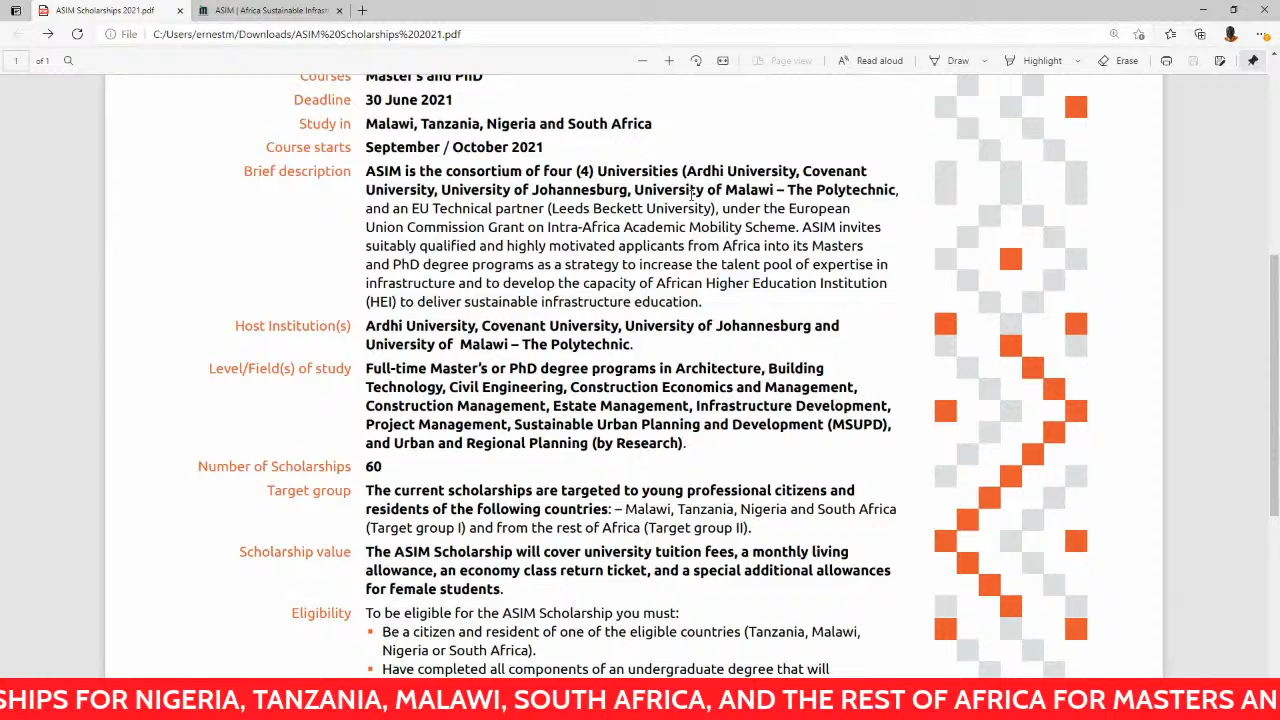 ASIM Scholarships 2021.pdf
ASIM | Africa Sustainable Infrast
File
C:/Users/ernestm/Downloads/ASIM%20Scholarships%202021.pdf
1 of 1
Page view
Read aloud
Draw
Highlight
Erase
Courses Master's and PhD
Deadline 30 June 2021
Study in Malawi, Tanzania, Nigeria and South Africa
Course starts September / October 2021
Brief description ASIM is the consortium of four (4) Universities (Ardhi University, Covenant
University, University of Johannesburg, University of Malawi – The Polytechnic,
and an EU Technical partner (Leeds Beckett University), under the European
Union Commission Grant on Intra-Africa Academic Mobility Scheme. ASIM invites
suitably qualified and highly motivated applicants from Africa into its Masters
and PhD degree programs as a strategy to increase the talent pool of expertise in
infrastructure and to develop the capacity of African Higher Education Institution
(HEI) to deliver sustainable infrastructure education.
Host Institution(s) Ardhi University, Covenant University, University of Johannesburg and
University of Malawi – The Polytechnic.
Level/Field(s) of study Full-time Master's or PhD degree programs in Architecture, Building
Technology, Civil Engineering, Construction Economics and Management,
Construction Management, Estate Management, Infrastructure Development,
Project Management, Sustainable Urban Planning and Development (MSUPD),
and Urban and Regional Planning (by Research).
Number of Scholarships 60
Target group The current scholarships are targeted to young professional citizens and
residents of the following countries: – Malawi, Tanzania, Nigeria and South Africa
(Target group I) and from the rest of Africa (Target group II).
Scholarship value The ASIM Scholarship will cover university tuition fees, a monthly living
allowance, an economy class return ticket, and a special additional allowances
for female students.
Eligibility To be eligible for the ASIM Scholarship you must:
▪ Be a citizen and resident of one of the eligible countries (Tanzania, Malawi,
Nigeria or South Africa).
▪ Have completed all components of an undergraduate degree that will
SHIPS FOR NIGERIA, TANZANIA, MALAWI, SOUTH AFRICA, AND THE REST OF AFRICA FOR MASTERS AN